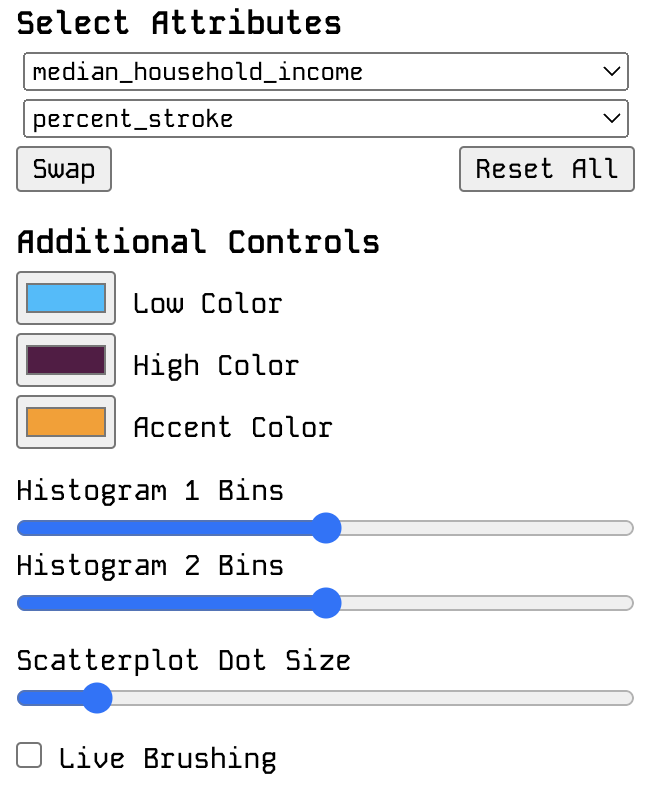 Select Attributes
median_household_income
percent_stroke
Swap Reset All
Additional Controls
Low Color
High Color
Accent Color
Histogram 1 Bins
Histogram 2 Bins
Scatterplot Dot Size
Live Brushing